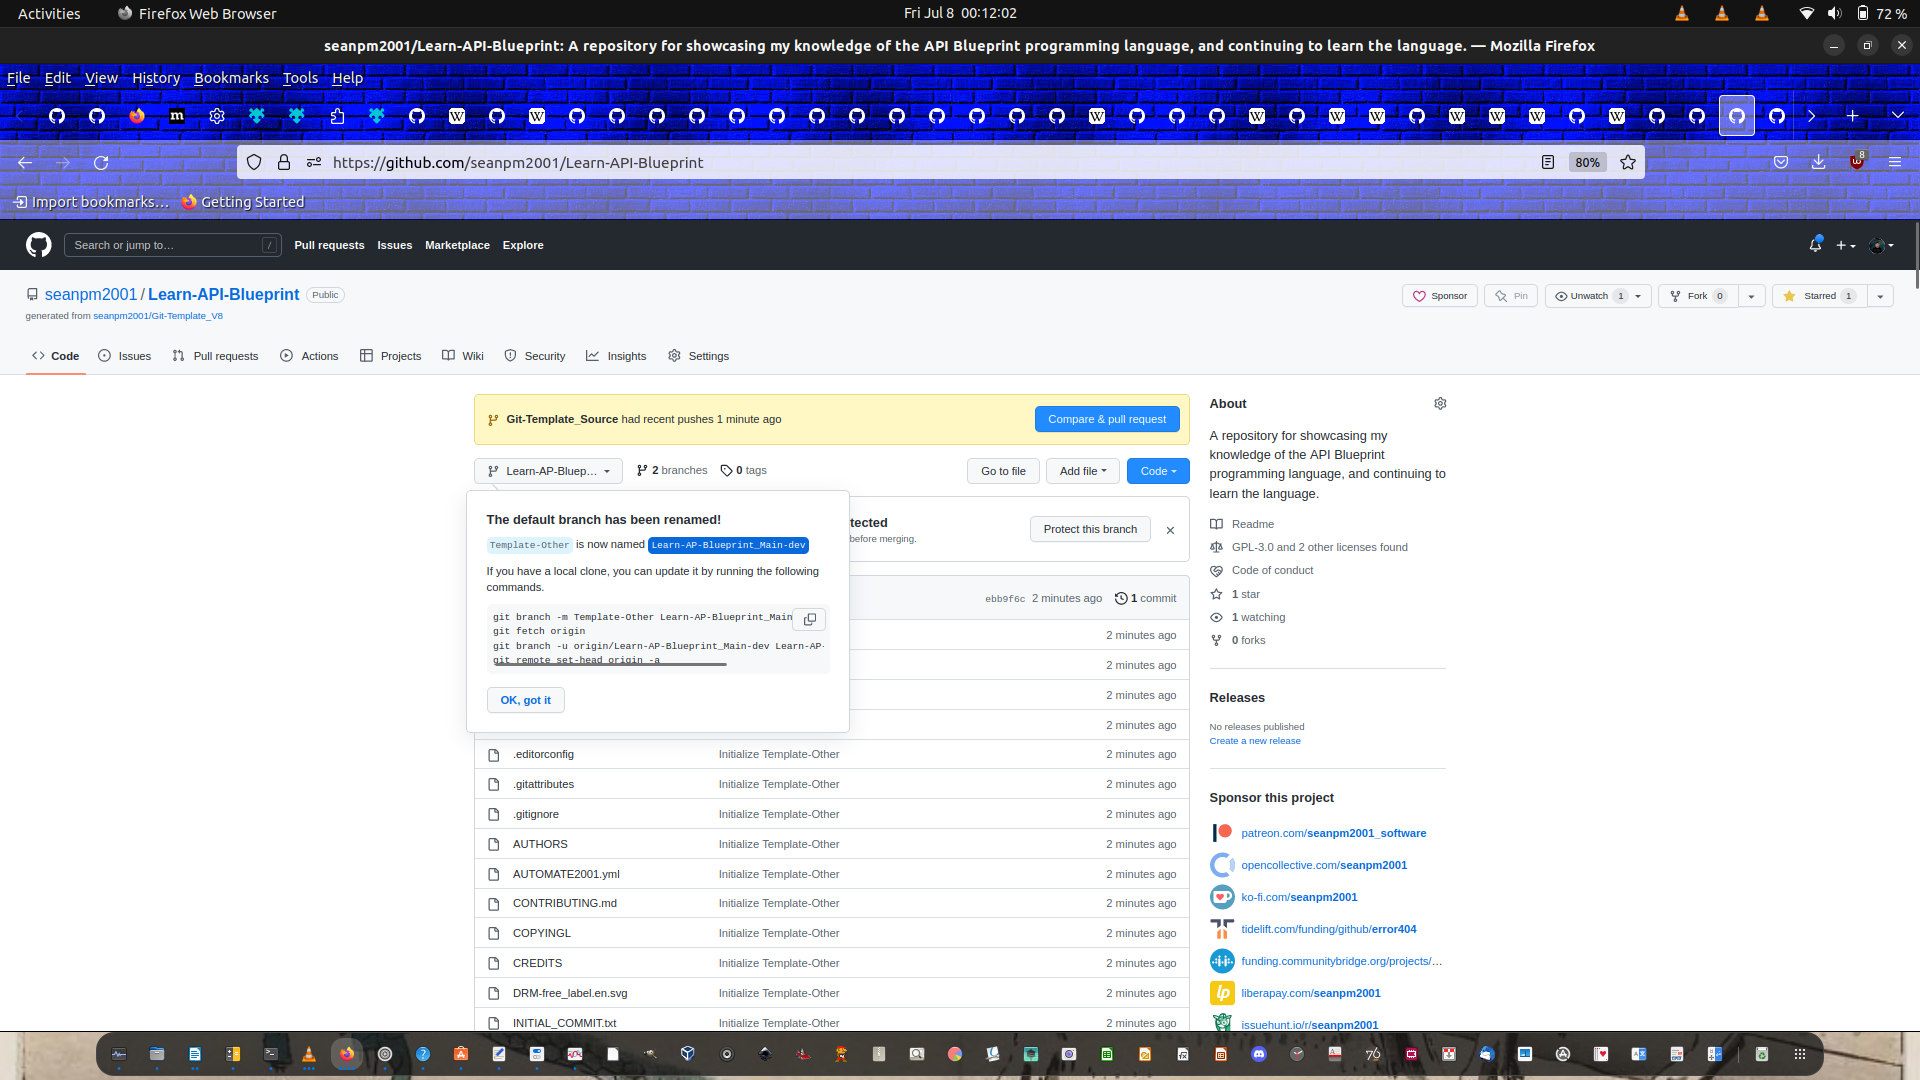 Activities
Firefox Web Browser
Fri Jul 8 00:12:02
72 %
seanpm2001/Learn-API-Blueprint: A repository for showcasing my knowledge of the API Blueprint programming language, and continuing to learn the language. — Mozilla Firefox
File Edit View History Bookmarks Tools Help
https://github.com/seanpm2001/Learn-API-Blueprint
80%
8
Import bookmarks…
Getting Started
Search or jump to…
/
Pull requests
Issues
Marketplace
Explore
seanpm2001 / Learn-API-Blueprint
Public
generated from seanpm2001/Git-Template_V8
Sponsor
Pin
Unwatch 1
Fork 0
Starred 1
Code
Issues
Pull requests
Actions
Projects
Wiki
Security
Insights
Settings
Git-Template_Source had recent pushes 1 minute ago
Compare & pull request
Learn-AP-Bluep…
2 branches
0 tags
Go to file
Add file
Code
The default branch has been renamed!
Template-Other is now named Learn-AP-Blueprint_Main-dev
If you have a local clone, you can update it by running the following
commands.
git branch -m Template-Other Learn-AP-Blueprint_Main
git fetch origin
git branch -u origin/Learn-AP-Blueprint_Main-dev Learn-AP-
git remote set-head origin -a
OK, got it
tected
before merging.
Protect this branch
ebb9f6c 2 minutes ago
1 commit
2 minutes ago
2 minutes ago
2 minutes ago
2 minutes ago
.editorconfig Initialize Template-Other 2 minutes ago
.gitattributes Initialize Template-Other 2 minutes ago
.gitignore Initialize Template-Other 2 minutes ago
AUTHORS Initialize Template-Other 2 minutes ago
AUTOMATE2001.yml Initialize Template-Other 2 minutes ago
CONTRIBUTING.md Initialize Template-Other 2 minutes ago
COPYINGL Initialize Template-Other 2 minutes ago
CREDITS Initialize Template-Other 2 minutes ago
DRM-free_label.en.svg Initialize Template-Other 2 minutes ago
INITIAL_COMMIT.txt Initialize Template-Other 2 minutes ago
About
A repository for showcasing my
knowledge of the API Blueprint
programming language, and continuing to
learn the language.
Readme
GPL-3.0 and 2 other licenses found
Code of conduct
1 star
1 watching
0 forks
Releases
No releases published
Create a new release
Sponsor this project
patreon.com/seanpm2001_software
opencollective.com/seanpm2001
ko-fi.com/seanpm2001
tidelift.com/funding/github/error404
funding.communitybridge.org/projects/…
liberapay.com/seanpm2001
issuehunt.io/r/seanpm2001